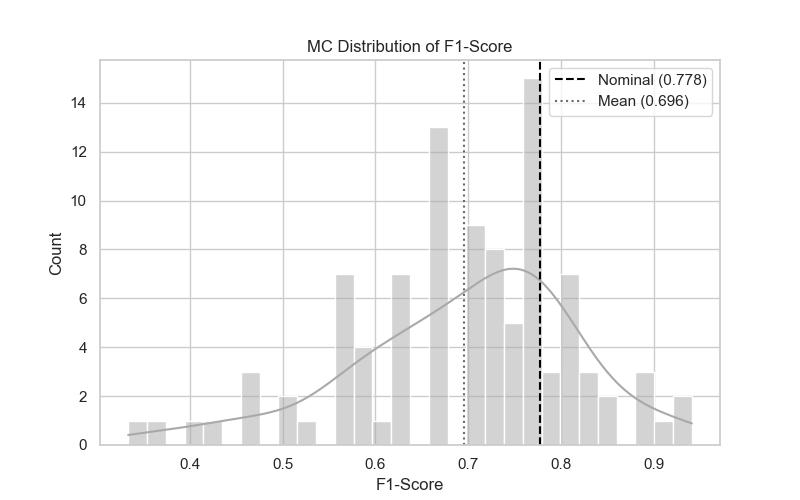 MC Distribution of F1-Score
Nominal (0.778)
Mean (0.696)
14
12
10
8
6
4
2
0
Count
0.4 0.5 0.6 0.7 0.8 0.9
F1-Score